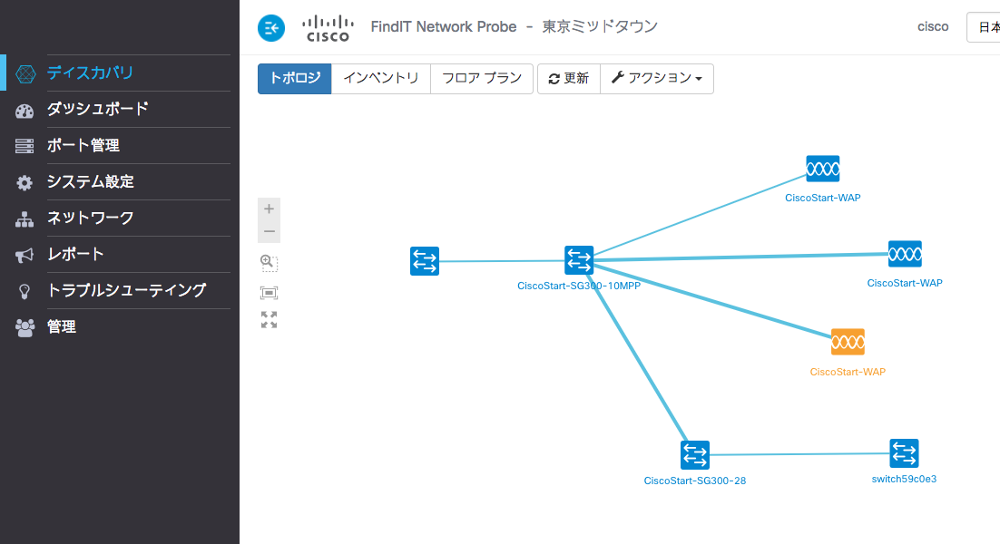 CISCO
FindIT Network Probe - 東京ミッドタウン
cisco
日本
ディスカバリ
ダッシュボード
ポート管理
システム設定
ネットワーク
レポート
トラブルシューティング
管理
トポロジ
インベントリ
フロア プラン
更新
アクション
CiscoStart-WAP
CiscoStart-SG300-10MPP
CiscoStart-WAP
CiscoStart-WAP
CiscoStart-SG300-28
switch59c0e3